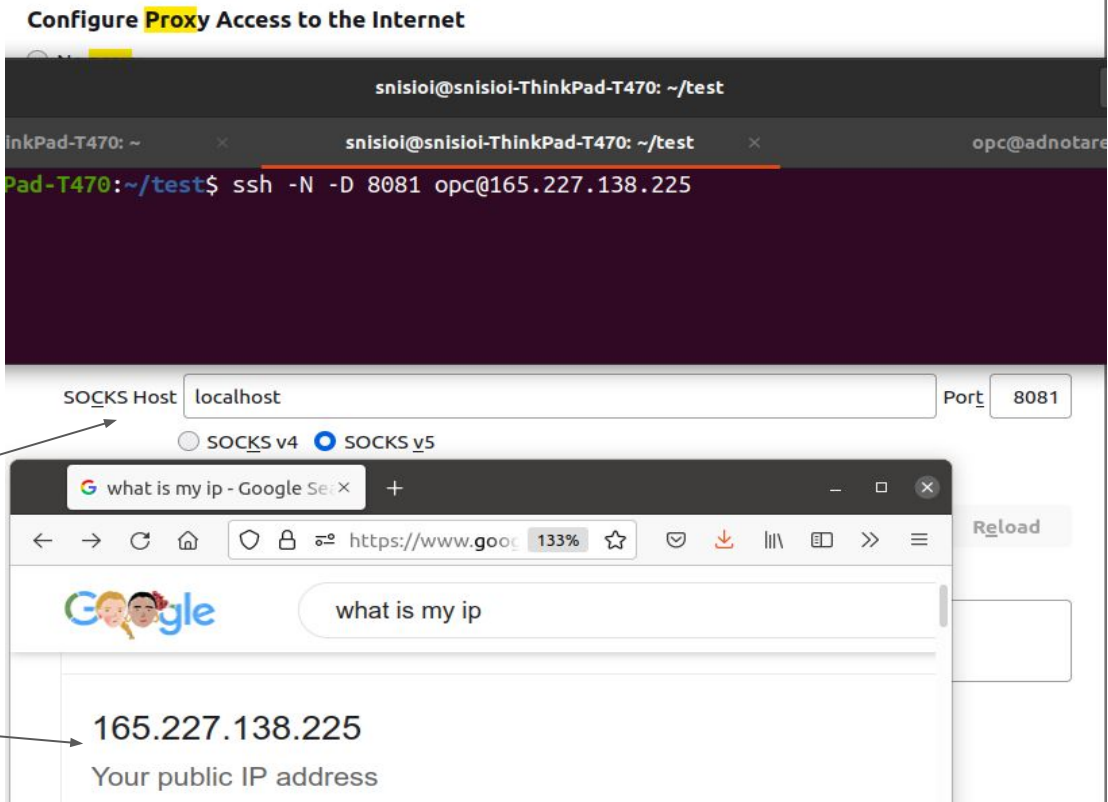 Configure Proxy Access to the Internet
snisioi@snisioi-ThinkPad-T470: ~/test
inkPad-T470: ~ × snisioi@snisioi-ThinkPad-T470: ~/test × opc@adnotare
Pad-T470:~/test$ ssh -N -D 8081 opc@165.227.138.225
SOCKS Host localhost Port 8081
SOCKS v4 SOCKS v5
what is my ip - Google Se
Reload
https://www.goog 133%
Google what is my ip
165.227.138.225
Your public IP address